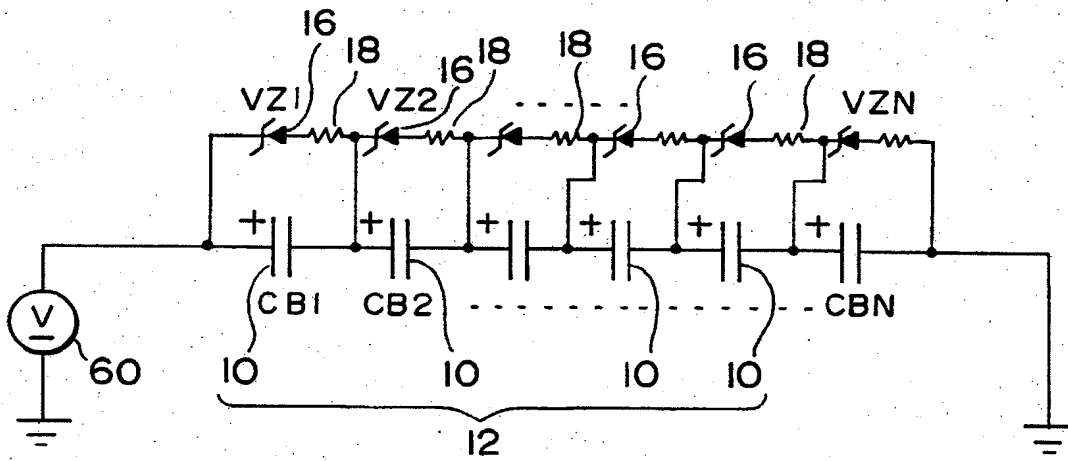 16 18 16 18 18 16 16 18
VZ1 VZ2 - - - - - VZN
+ + + + + +
CB1 CB2 - - - - - - - - - - - - CBN
V
60 10 10 10 10
12